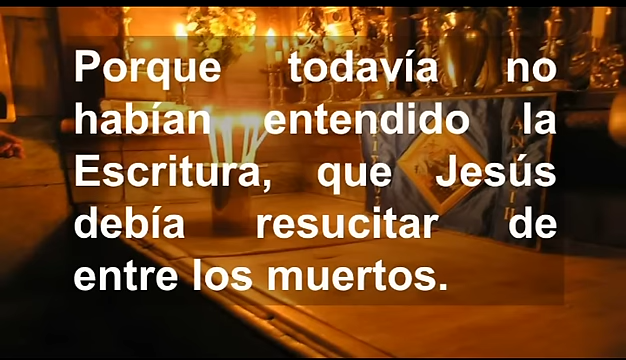 Porque todavía no
habían entendido la
Escritura, que Jesús
debía resucitar de
entre los muertos.